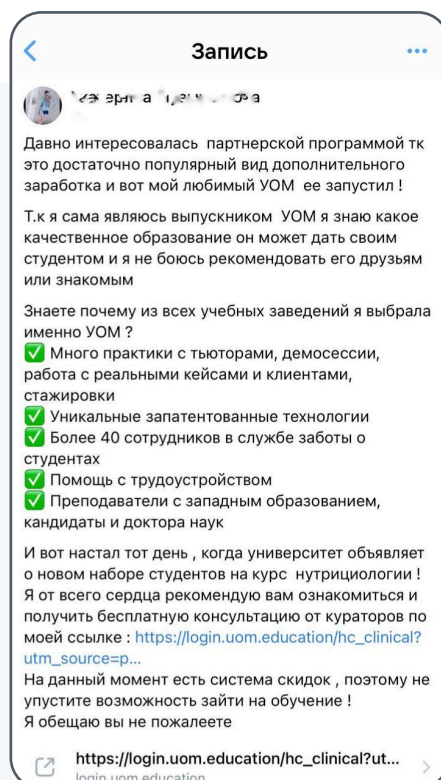 Запись
Давно интересовалась партнерской программой тк
это достаточно популярный вид дополнительного
заработка и вот мой любимый УОМ ее запустил !
Т.к я сама являюсь выпускником УОМ я знаю какое
качественное образование он может дать своим
студентом и я не боюсь рекомендовать его друзьям
или знакомым
Знаете почему из всех учебных заведений я выбрала
именно УОМ ?
✅ Много практики с тьюторами, демосессии,
работа с реальными кейсами и клиентами,
стажировки
✅ Уникальные запатентованные технологии
✅ Более 40 сотрудников в службе заботы о
студентах
✅ Помощь с трудоустройством
✅ Преподаватели с западным образованием,
кандидаты и доктора наук
И вот настал тот день , когда университет объявляет
о новом наборе студентов на курс нутрициологии !
Я от всего сердца рекомендую вам ознакомиться и
получить бесплатную консультацию от кураторов по
моей ссылке : https://login.uom.education/hc_clinical?
utm_source=p...
На данный момент есть система скидок , поэтому не
упустите возможность зайти на обучение !
Я обещаю вы не пожалеете
https://login.uom.education/hc_clinical?ut...
login.uom.education